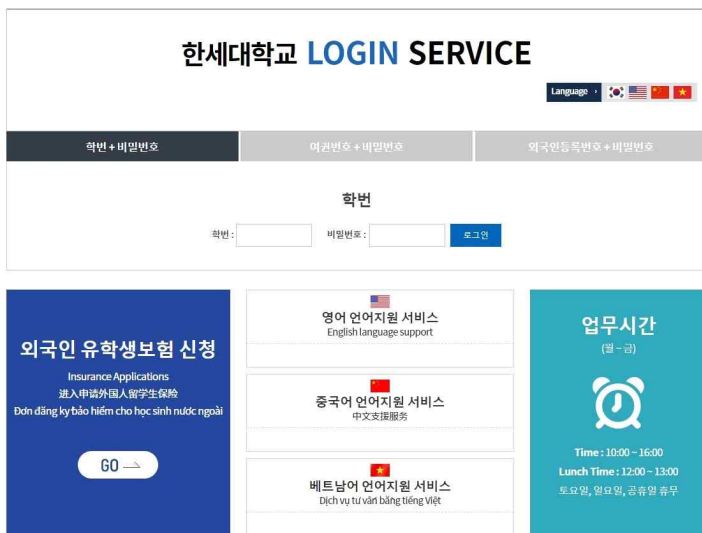 한세대학교 LOGIN SERVICE
Language ›
학번 + 비밀번호
여권번호 + 비밀번호
외국인등록번호 + 비밀번호
학번
학번 :
비밀번호 :
로그인
외국인 유학생보험 신청
Insurance Applications
进入申请外国人留学生保险
Đơn đăng ky bảo hiểm cho học sinh nước ngoài
GO →
영어 언어지원 서비스
English language support
중국어 언어지원 서비스
中文支援服务
베트남어 언어지원 서비스
Dịch vụ tư vấn bằng tiếng Việt
업무시간
(월 ~ 금)
Time : 10:00 ~ 16:00
Lunch Time : 12:00 ~ 13:00
토요일, 일요일, 공휴일 휴무